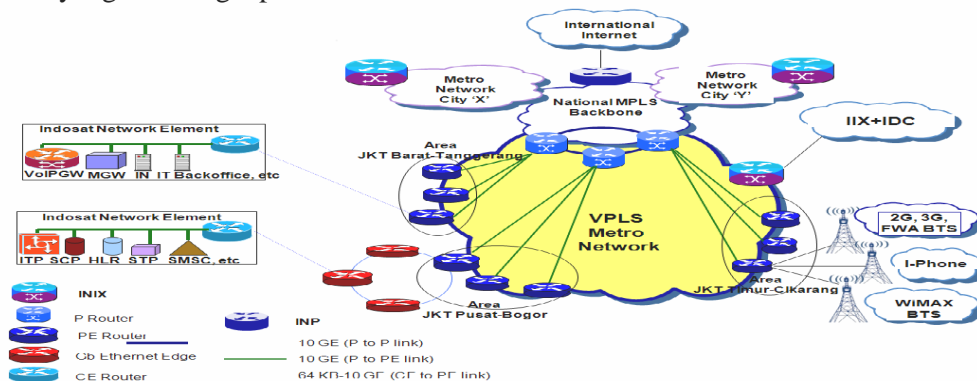 International
Internet
Metro
Network
City 'X'
Metro
Network
City 'Y'
National MPLS
Backbone
IIX+IDC
Indosat Network Element
VoIPGW MGW IN IT Backoffice, etc
Area
JKT Barat-Tanggerang
VPLS
Metro
Network
2G, 3G,
FWA BTS
I-Phone
WiMAX
BTS
Indosat Network Element
ITP SCP HLR STP SMSC, etc
Area
JKT Pusat-Bogor
Area
JKT Timur-Cikarang
INIX
P Router
PE Router
INP
Gb Ethernet Edge
CE Router
10 GE (P to P link)
10 GE (P to PE link)
64 KB-10 GE (CE to PE link)